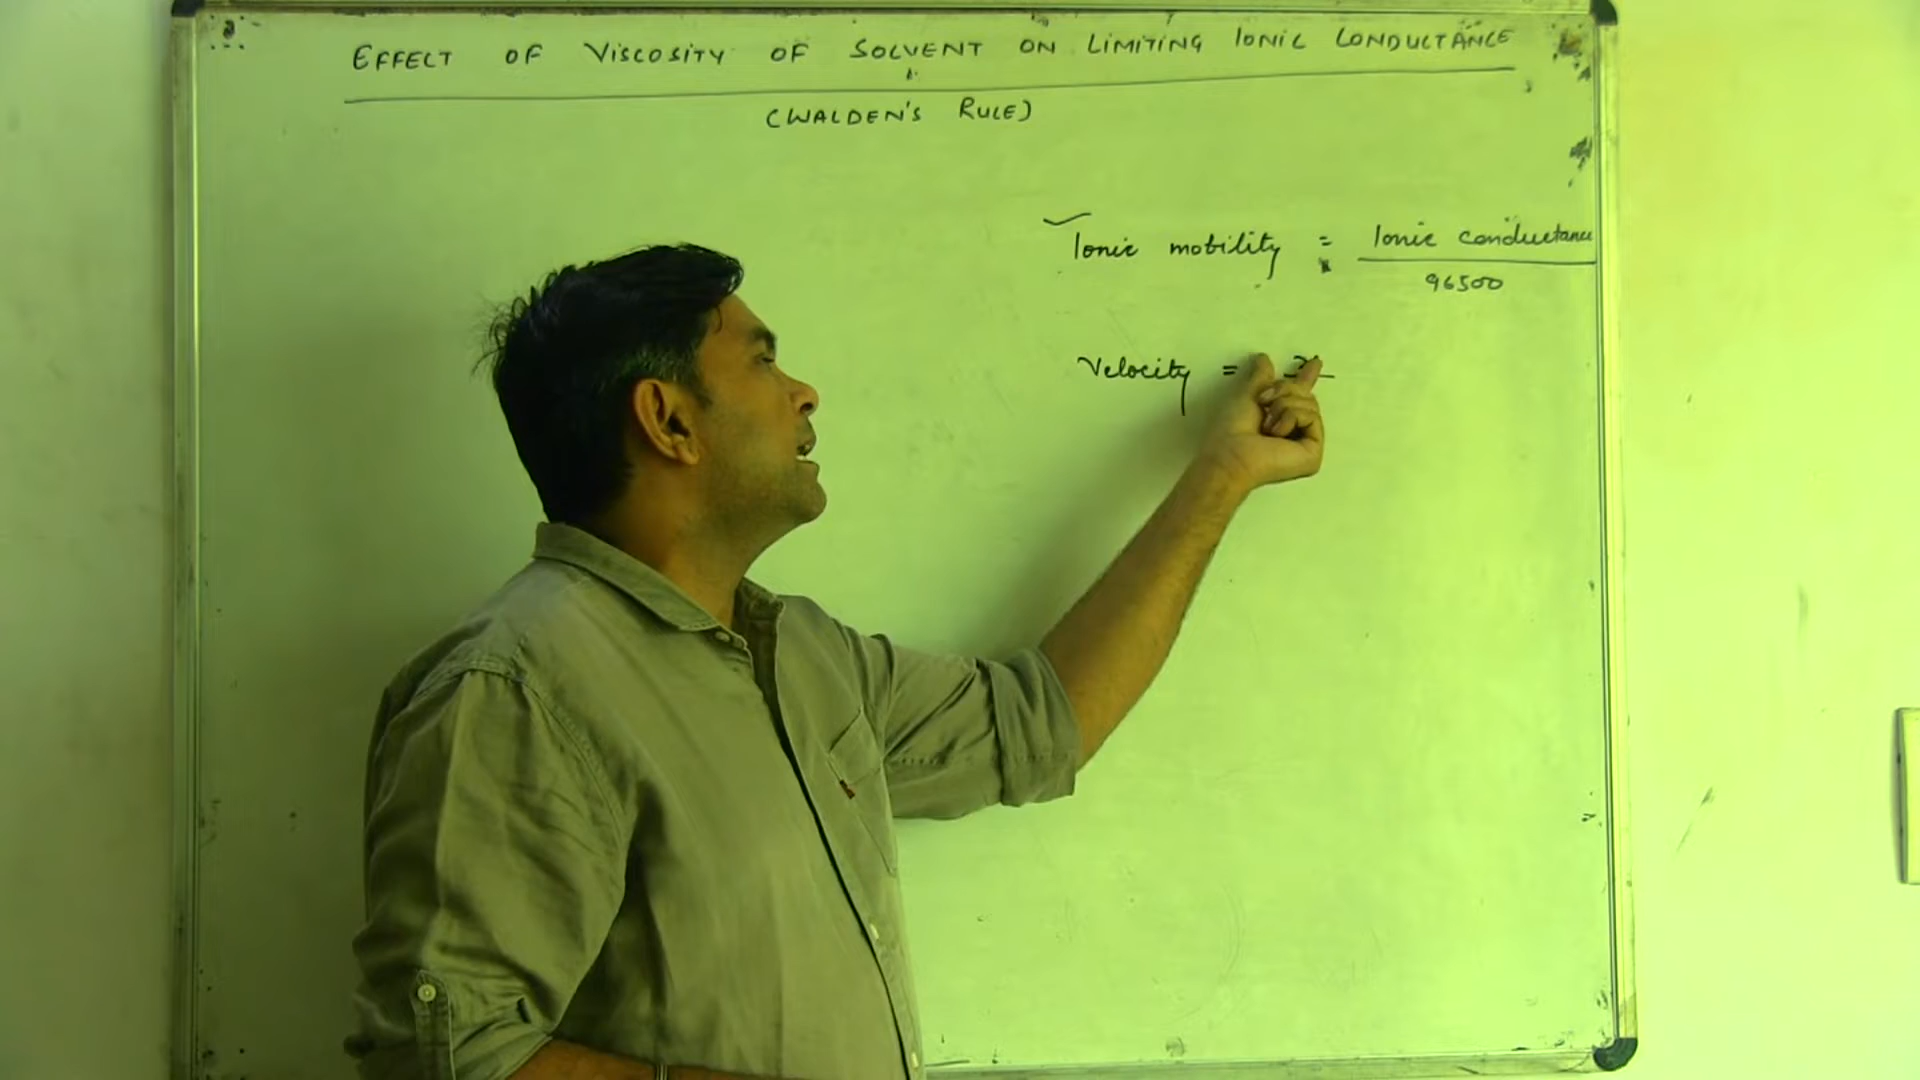 EFFECT OF VISCOSITY OF SOLVENT ON LIMITING IONIC CONDUCTANCE
(WALDEN'S RULE)
Ionic mobility = Ionic conductance
96500
Velocity =